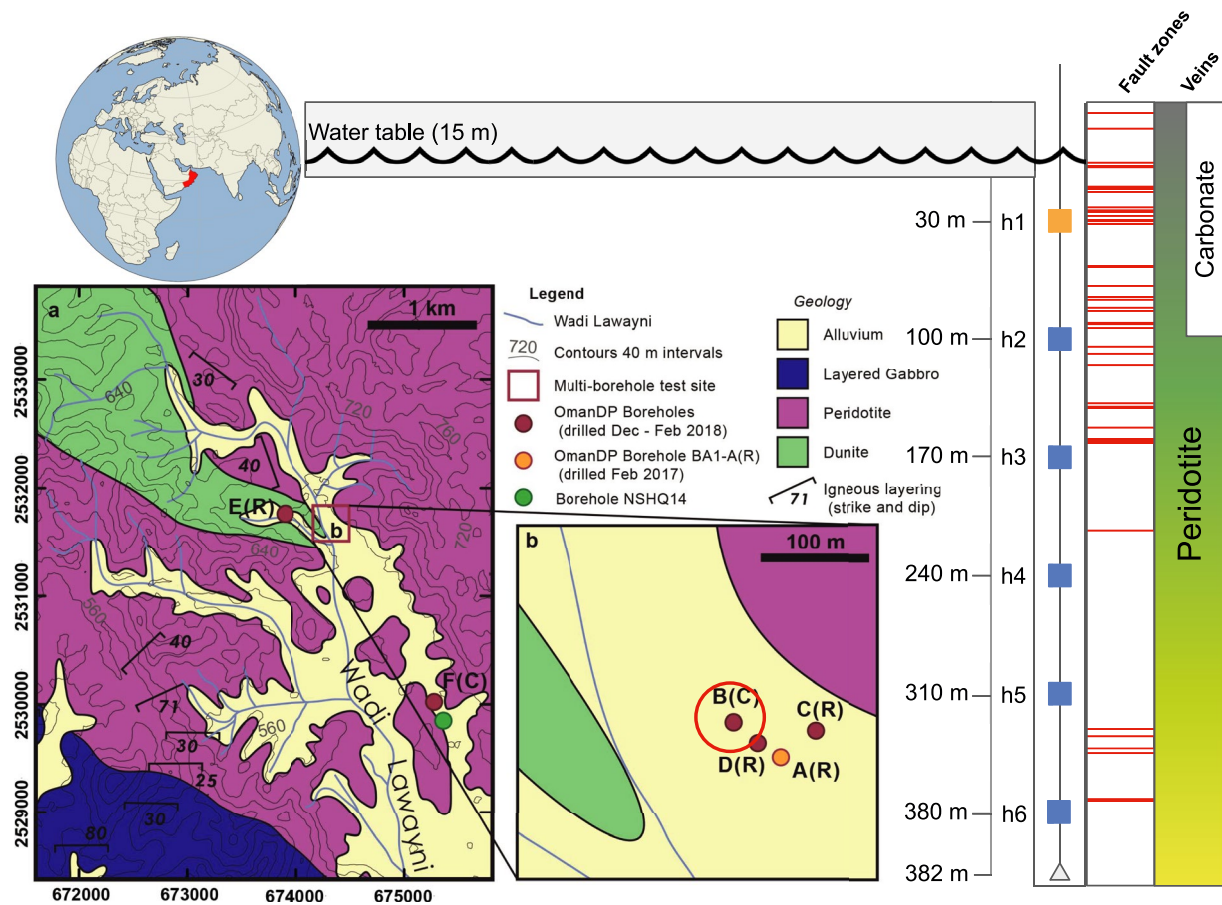 Fault zones
Veins
Water table (15 m)
30 m
h1
100 m
h2
170 m
h3
240 m
h4
310 m
h5
380 m
h6
382 m
Carbonate
Peridotite
a
1 km
30
640
720
760
40
E(R)
b
640
720
560
40
71
30
25
30
80
560
F(C)
Wadi
Lawayni
2533000
2532000
2531000
2530000
2529000
672000
673000
674000
675000
Legend
Wadi Lawayni
720
Contours 40 m intervals
Multi-borehole test site
OmanDP Boreholes
(drilled Dec - Feb 2018)
OmanDP Borehole BA1-A(R)
(drilled Feb 2017)
Borehole NSHQ14
Geology
Alluvium
Layered Gabbro
Peridotite
Dunite
71
Igneous layering
(strike and dip)
b
100 m
B(C)
C(R)
D(R)
A(R)